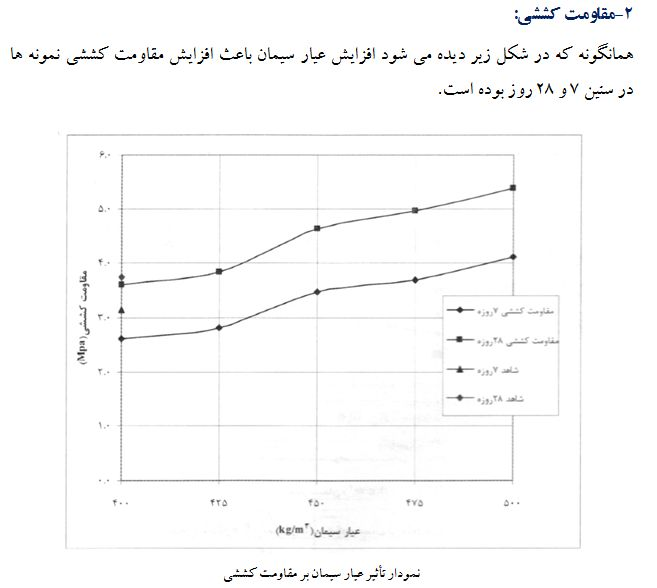 ۲-مقاومت کششی:
همانگونه که در شکل زیر دیده می شود افزایش عیار سیمان باعث افزایش مقاومت کششی نمونه ها
در سنین ۷ و ۲۸ روز بوده است.
۶.۰
۵.۰
۴.۰
۳.۰
۲.۰
۱.۰
۰.۰
مقاومت کششی(Mpa)
مقاومت کششی ۷روزه
مقاومت کششی ۲۸روزه
شاهد ۷روزه
شاهد ۲۸روزه
۴۰۰ ۴۲۵ ۴۵۰ ۴۷۵ ۵۰۰
عیار سیمان(kg/m۳)
نمودار تأثیر عیار سیمان بر مقاومت کششی